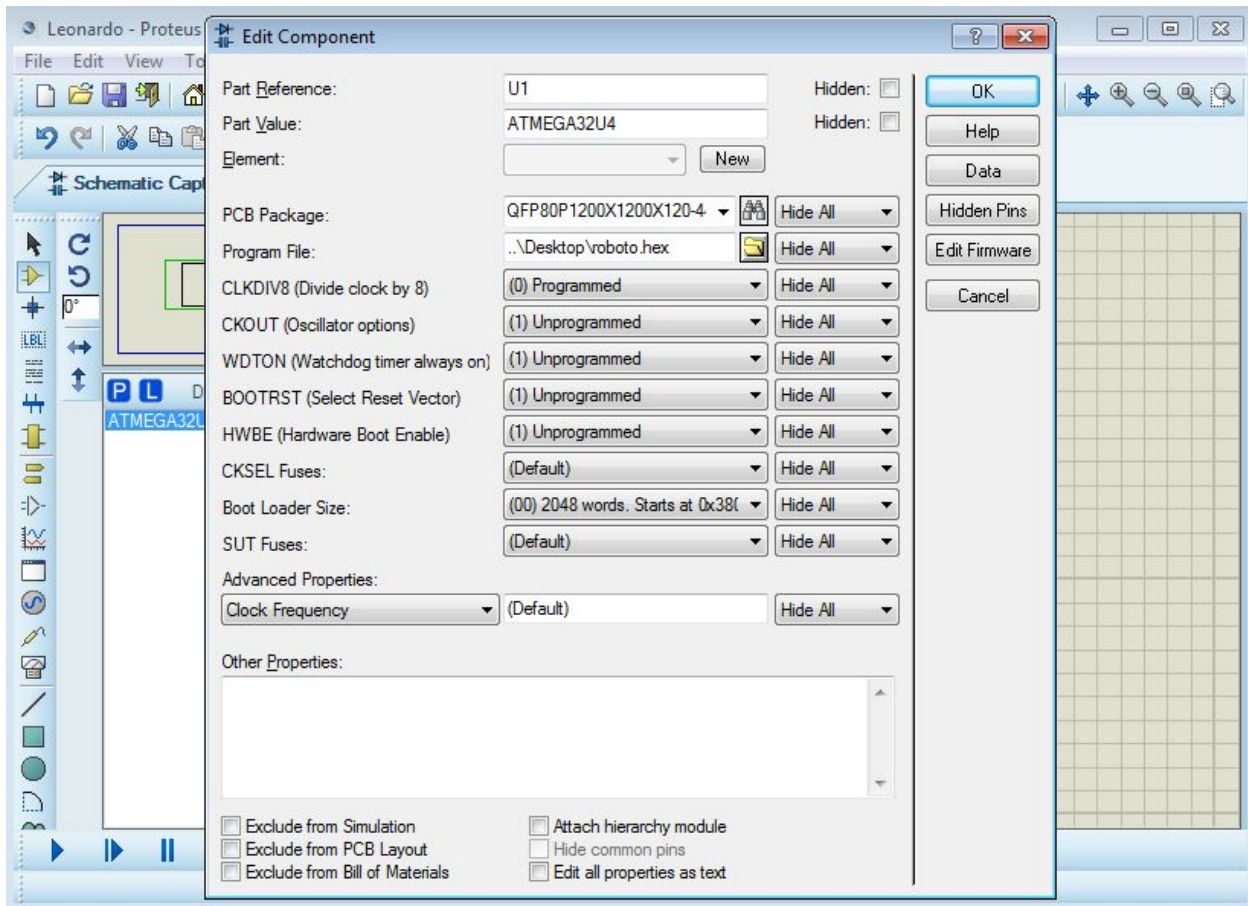 Leonardo - Proteus
Edit Component
File Edit View To
Part Reference: U1 Hidden:
OK
Part Value: ATMEGA32U4 Hidden:
Help
Element: New
Data
Schematic Capt
PCB Package: QFP80P1200X1200X120-4 Hide All
Hidden Pins
Program File: ..\Desktop\roboto.hex Hide All
Edit Firmware
CLKDIV8 (Divide clock by 8) (0) Programmed Hide All
Cancel
0°
CKOUT (Oscillator options) (1) Unprogrammed Hide All
LBL
WDTON (Watchdog timer always on) (1) Unprogrammed Hide All
P L D
BOOTRST (Select Reset Vector) (1) Unprogrammed Hide All
ATMEGA32U
HWBE (Hardware Boot Enable) (1) Unprogrammed Hide All
CKSEL Fuses: (Default) Hide All
Boot Loader Size: (00) 2048 words. Starts at 0x380 Hide All
SUT Fuses: (Default) Hide All
Advanced Properties:
Clock Frequency (Default) Hide All
Other Properties:
Exclude from Simulation Attach hierarchy module
Exclude from PCB Layout Hide common pins
Exclude from Bill of Materials Edit all properties as text